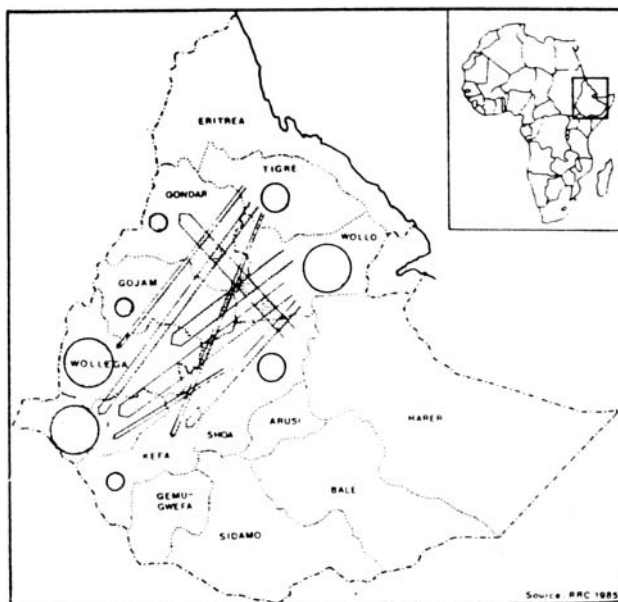 ERITREA
TIGRE
GONDAR
WOLLO
GOJAM
WOLLEGA
SHOA
ARUSI
HARER
KEFA
GEMU-
GWEFA
BALE
SIDAMO
Source: RRC 1985